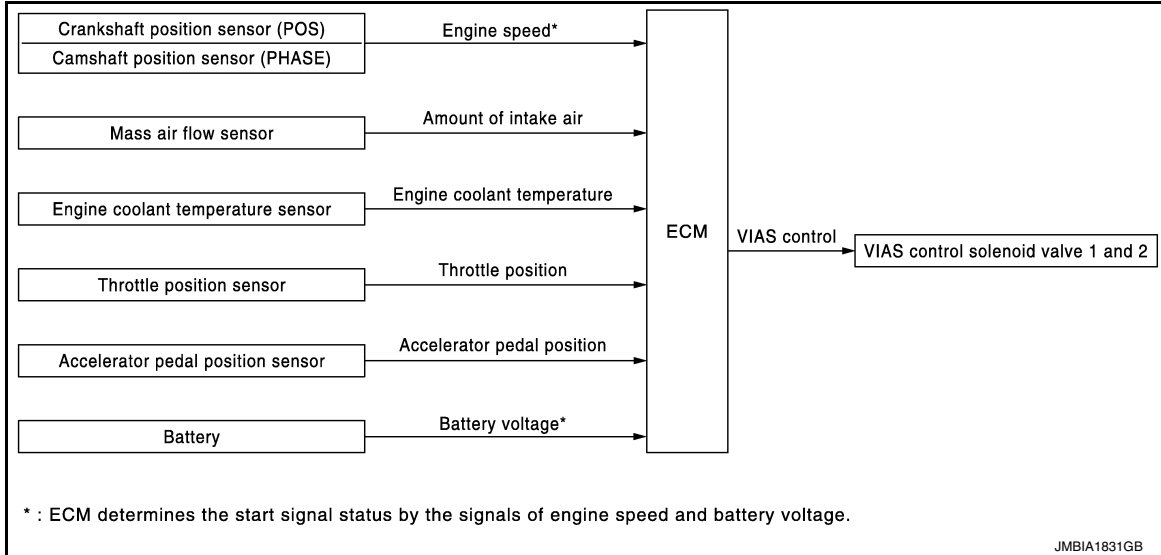 Crankshaft position sensor (POS)
Engine speed*
Camshaft position sensor (PHASE)
Mass air flow sensor
Amount of intake air
Engine coolant temperature sensor
Engine coolant temperature
ECM
VIAS control
VIAS control solenoid valve 1 and 2
Throttle position sensor
Throttle position
Accelerator pedal position sensor
Accelerator pedal position
Battery
Battery voltage*
* : ECM determines the start signal status by the signals of engine speed and battery voltage.
JMBIA1831GB